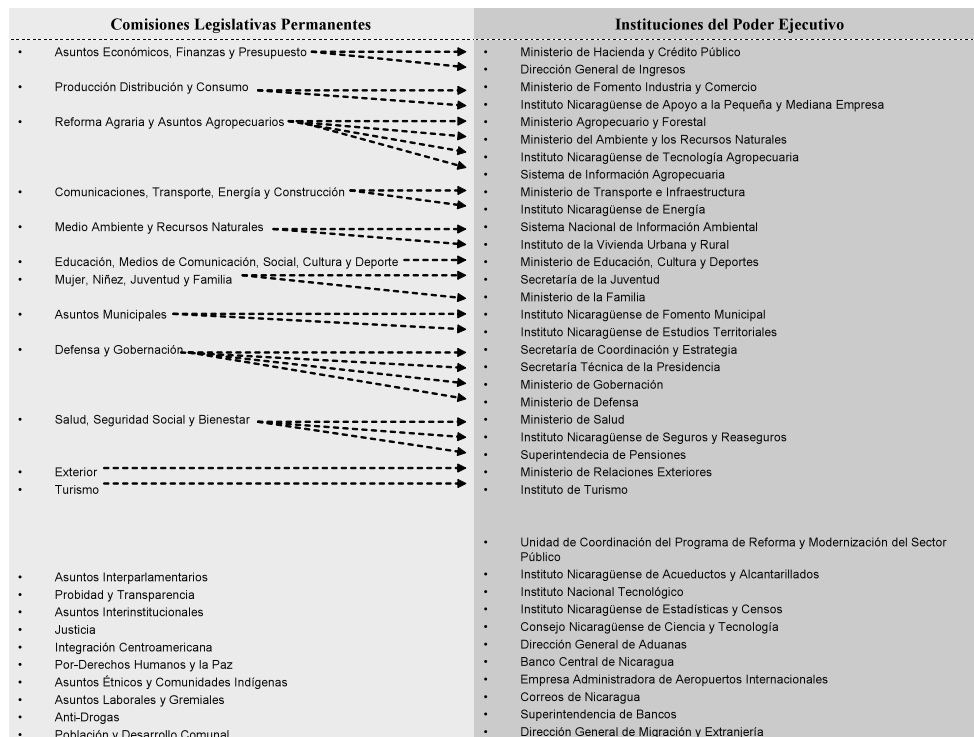 Comisiones Legislativas Permanentes
• Asuntos Económicos, Finanzas y Presupuesto
• Producción Distribución y Consumo
• Reforma Agraria y Asuntos Agropecuarios
• Comunicaciones, Transporte, Energía y Construcción
• Medio Ambiente y Recursos Naturales
• Educación, Medios de Comunicación, Social, Cultura y Deporte
• Mujer, Niñez, Juventud y Familia
• Asuntos Municipales
• Defensa y Gobernación
• Salud, Seguridad Social y Bienestar
• Exterior
• Turismo
• Asuntos Interparlamentarios
• Probidad y Transparencia
• Asuntos Interinstitucionales
• Justicia
• Integración Centroamericana
• Por-Derechos Humanos y la Paz
• Asuntos Étnicos y Comunidades Indígenas
• Asuntos Laborales y Gremiales
• Anti-Drogas
• Población y Desarrollo Comunal
Instituciones del Poder Ejecutivo
• Ministerio de Hacienda y Crédito Público
• Dirección General de Ingresos
• Ministerio de Fomento Industria y Comercio
• Instituto Nicaragüense de Apoyo a la Pequeña y Mediana Empresa
• Ministerio Agropecuario y Forestal
• Ministerio del Ambiente y los Recursos Naturales
• Instituto Nicaragüense de Tecnología Agropecuaria
• Sistema de Información Agropecuaria
• Ministerio de Transporte e Infraestructura
• Instituto Nicaragüense de Energía
• Sistema Nacional de Información Ambiental
• Instituto de la Vivienda Urbana y Rural
• Ministerio de Educación, Cultura y Deportes
• Secretaría de la Juventud
• Ministerio de la Familia
• Instituto Nicaragüense de Fomento Municipal
• Instituto Nicaragüense de Estudios Territoriales
• Secretaría de Coordinación y Estrategia
• Secretaría Técnica de la Presidencia
• Ministerio de Gobernación
• Ministerio de Defensa
• Ministerio de Salud
• Instituto Nicaragüense de Seguros y Reaseguros
• Superintendecia de Pensiones
• Ministerio de Relaciones Exteriores
• Instituto de Turismo
• Unidad de Coordinación del Programa de Reforma y Modernización del Sector
Público
• Instituto Nicaragüense de Acueductos y Alcantarillados
• Instituto Nacional Tecnológico
• Instituto Nicaragüense de Estadísticas y Censos
• Consejo Nicaragüense de Ciencia y Tecnología
• Dirección General de Aduanas
• Banco Central de Nicaragua
• Empresa Administradora de Aeropuertos Internacionales
• Correos de Nicaragua
• Superintendencia de Bancos
• Dirección General de Migración y Extranjería